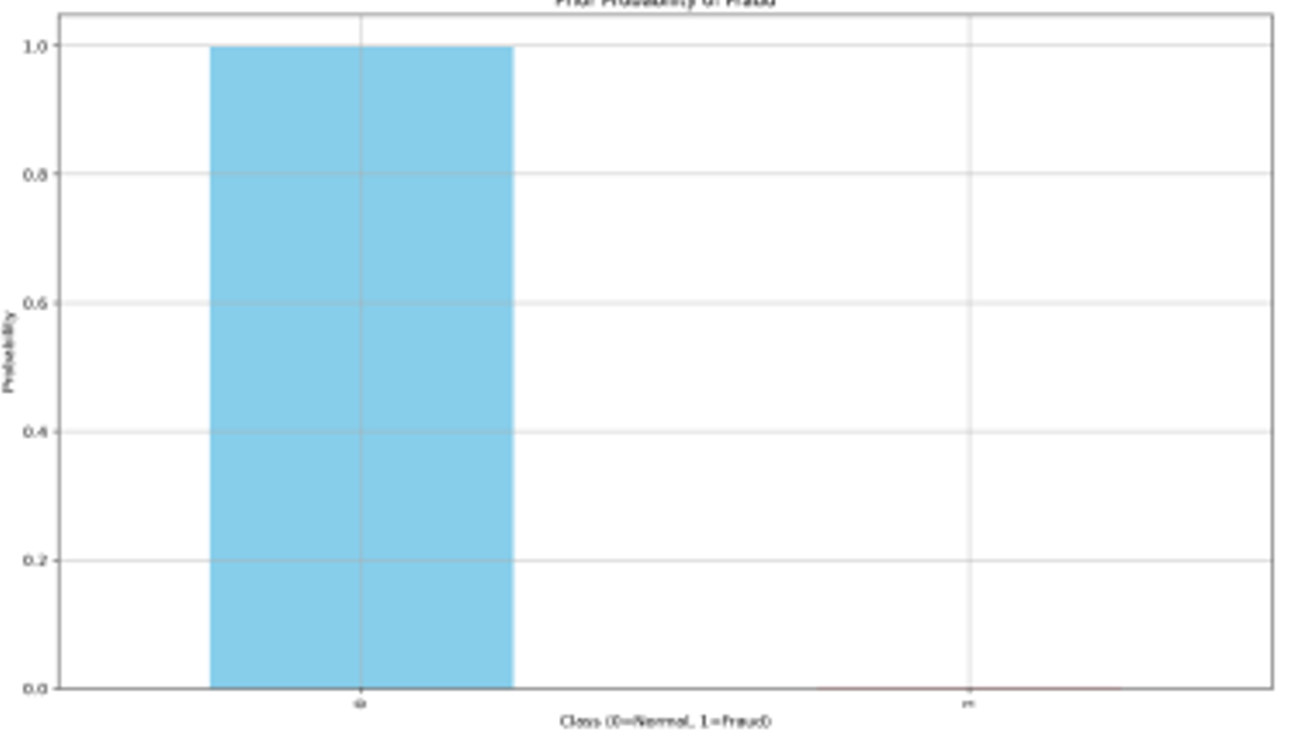 Prior Probability of Fraud
1.0
0.8
0.6
0.4
0.2
0.0
Probability
0
1
Class (0=Normal, 1=Fraud)